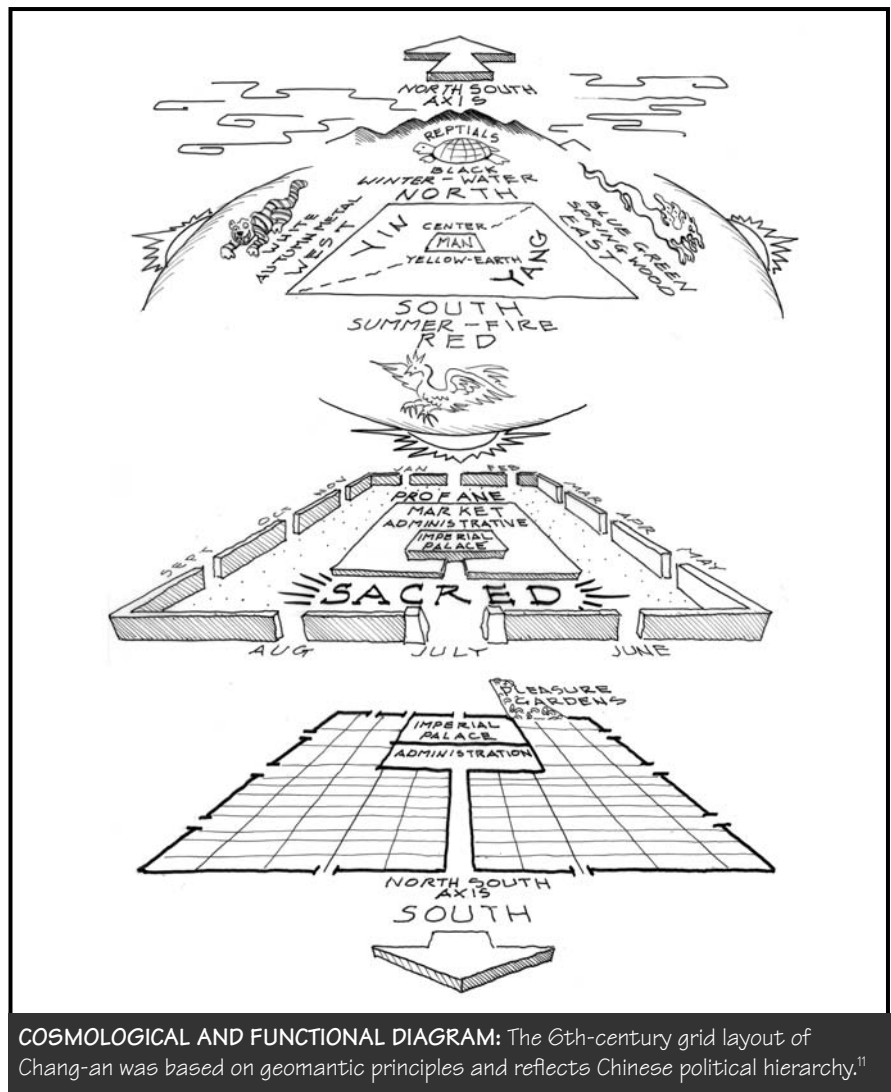 NORTH SOUTH
AXIS
REPTIALS
BLACK
WINTER - WATER
NORTH
WHITE
AUTUMN METAL
WEST
BLUE GREEN
SPRING WOOD
EAST
YIN
CENTER
MAN
YELLOW-EARTH
YANG
SOUTH
SUMMER - FIRE
RED
JAN
FEB
NOV
MAR
OCT
APR
SEPT
MAY
PROFANE
MARKET
ADMINISTRATIVE
IMPERIAL
PALACE
SACRED
AUG
JULY
JUNE
PLEASURE
GARDENS
IMPERIAL
PALACE
ADMINISTRATION
NORTH SOUTH
AXIS
SOUTH
COSMOLOGICAL AND FUNCTIONAL DIAGRAM: The 6th-century grid layout of
Chang-an was based on geomantic principles and reflects Chinese political hierarchy.11